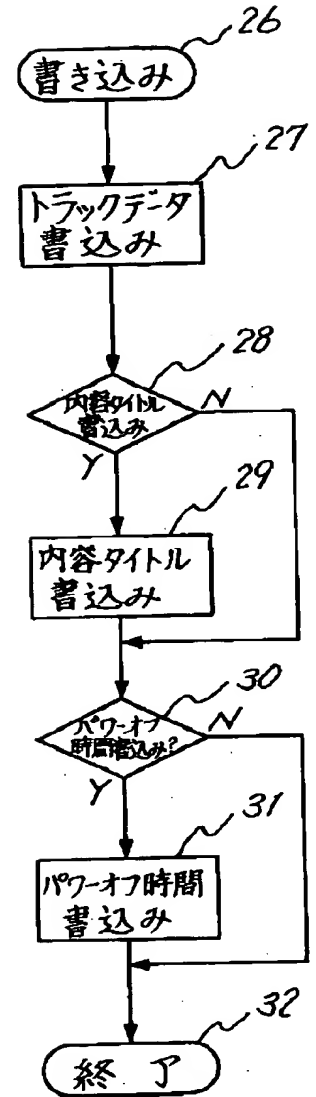 26
書き込み
27
トラックデータ
書込み
28
内容タイトル
書込み
N
Y
29
内容タイトル
書込み
30
パワーオフ
時間書込み?
N
Y
31
パワーオフ時間
書込み
32
終了